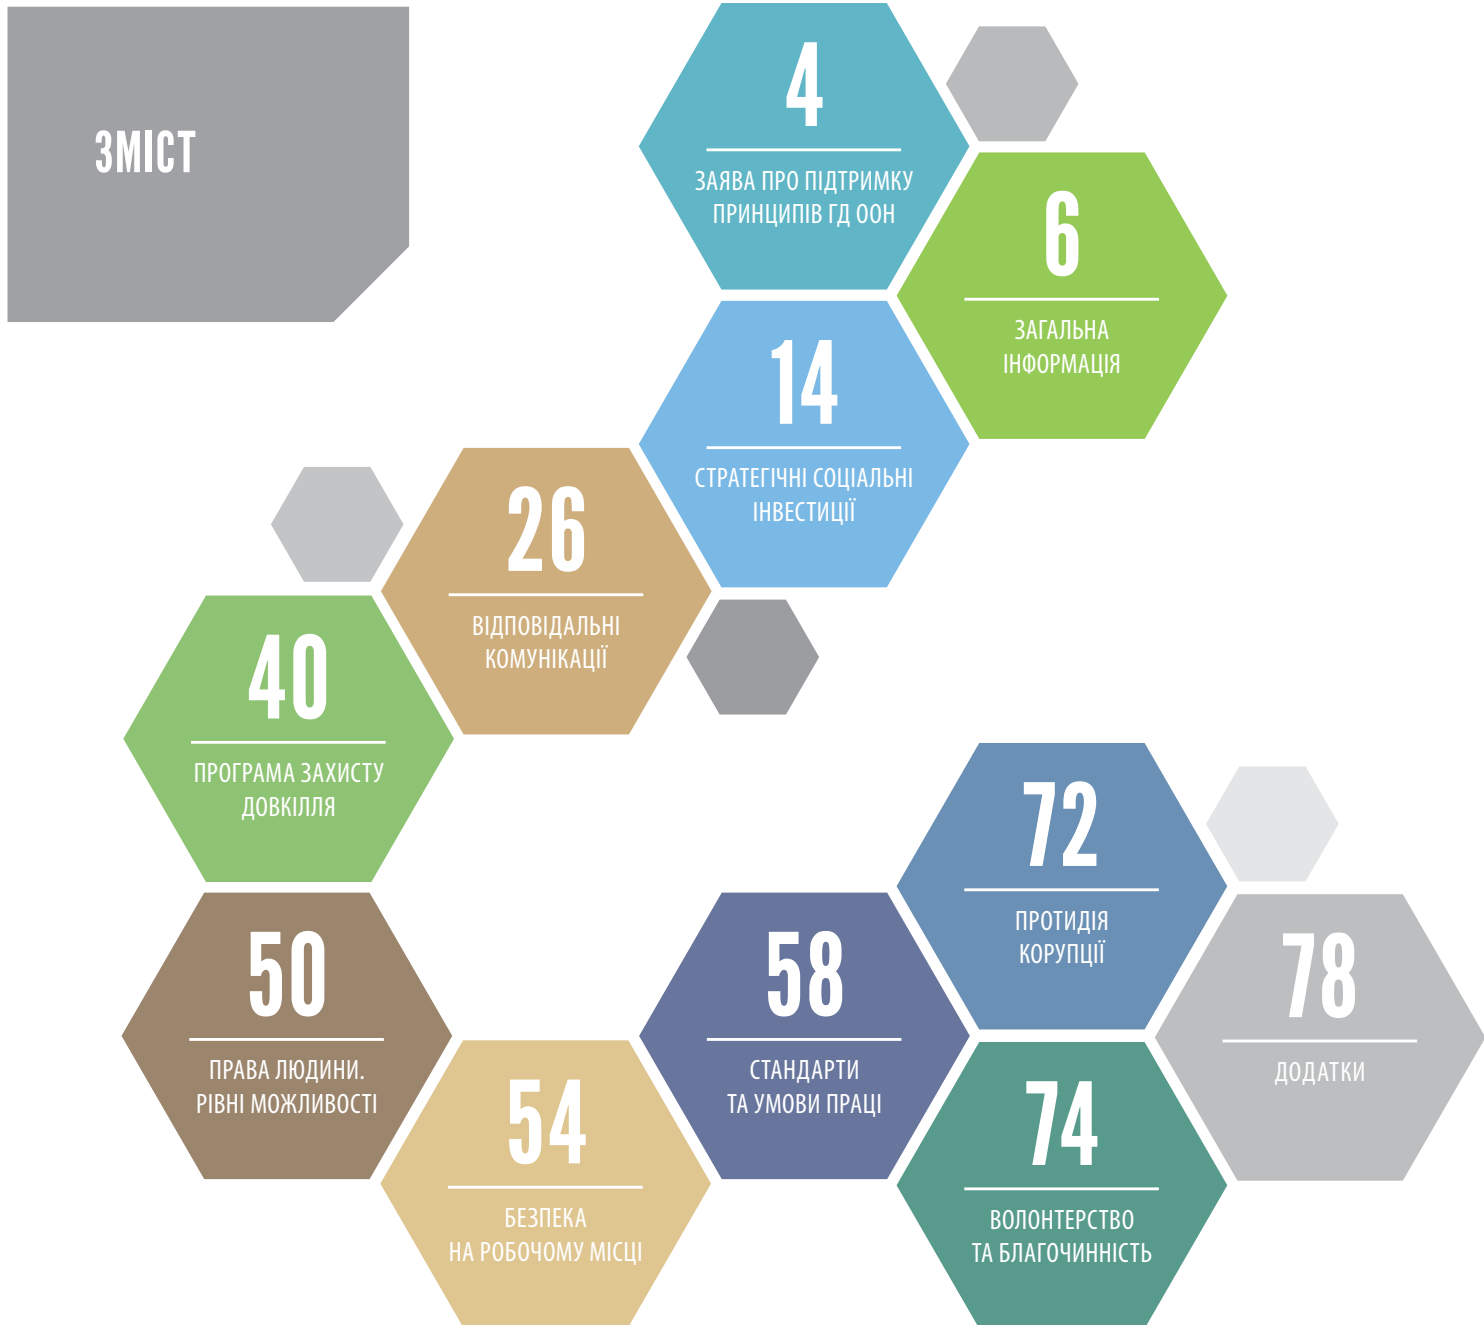 ЗМІСТ
4
ЗАЯВА ПРО ПІДТРИМКУ
ПРИНЦИПІВ ГД ООН
6
ЗАГАЛЬНА
ІНФОРМАЦІЯ
14
СТРАТЕГІЧНІ СОЦІАЛЬНІ
ІНВЕСТИЦІЇ
26
ВІДПОВІДАЛЬНІ
КОМУНІКАЦІЇ
40
ПРОГРАМА ЗАХИСТУ
ДОВКІЛЛЯ
50
ПРАВА ЛЮДИНИ.
РІВНІ МОЖЛИВОСТІ
54
БЕЗПЕКА
НА РОБОЧОМУ МІСЦІ
58
СТАНДАРТИ
ТА УМОВИ ПРАЦІ
72
ПРОТИДІЯ
КОРУПЦІЇ
74
ВОЛОНТЕРСТВО
ТА БЛАГОЧИННІСТЬ
78
ДОДАТКИ